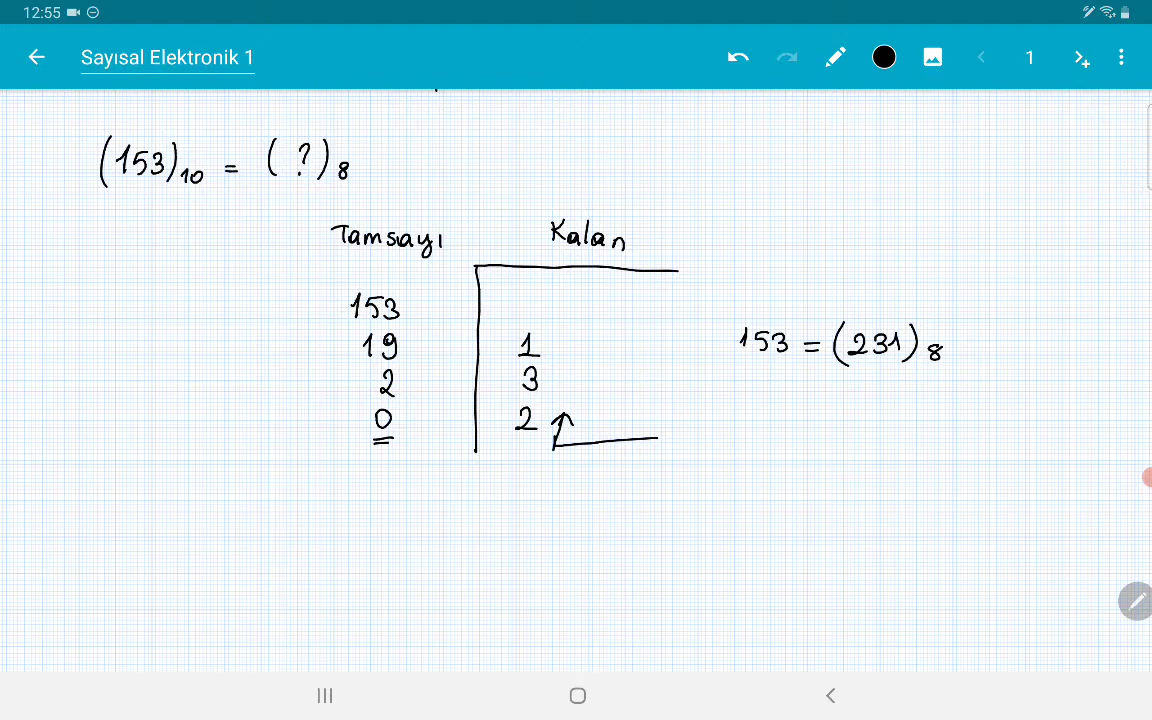 12:55
Sayısal Elektronik 1
1
(153)₁₀ = (?)₈
Tamsayı Kalan
153
19 1
2 3
0 2
153 = (231)₈